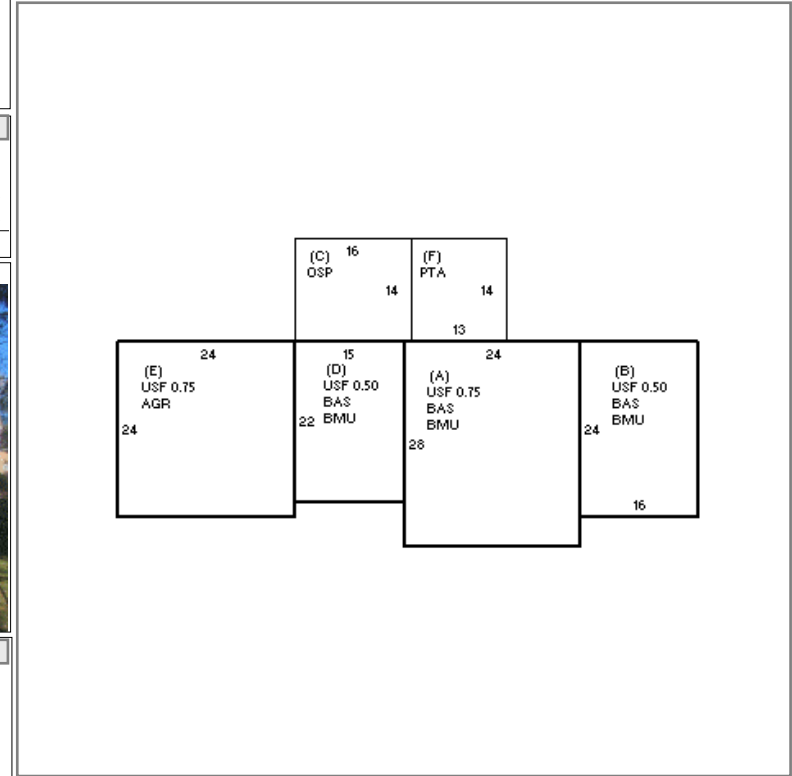 (C) 16
OSP
14
(F)
PTA
14
13
24
(E)
USF 0.75
AGR
24
15
(D)
USF 0.50
BAS
BMU
22
24
(A)
USF 0.75
BAS
BMU
28
(B)
USF 0.50
BAS
BMU
24
16